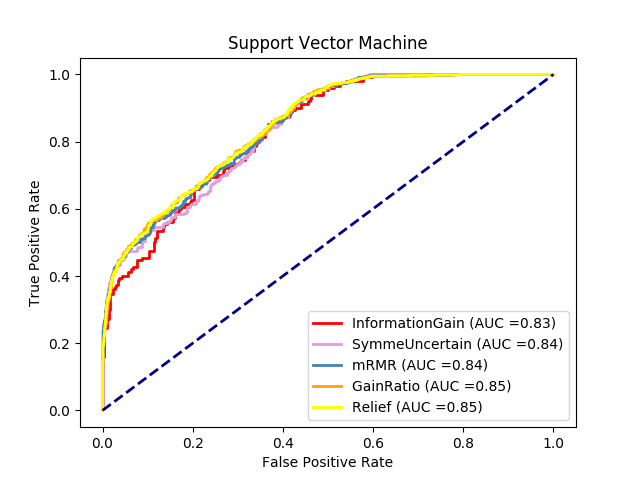 Support Vector Machine
True Positive Rate
1.0
0.8
0.6
0.4
0.2
0.0
InformationGain (AUC =0.83)
SymmeUncertain (AUC =0.84)
mRMR (AUC =0.84)
GainRatio (AUC =0.85)
Relief (AUC =0.85)
0.0 0.2 0.4 0.6 0.8 1.0
False Positive Rate